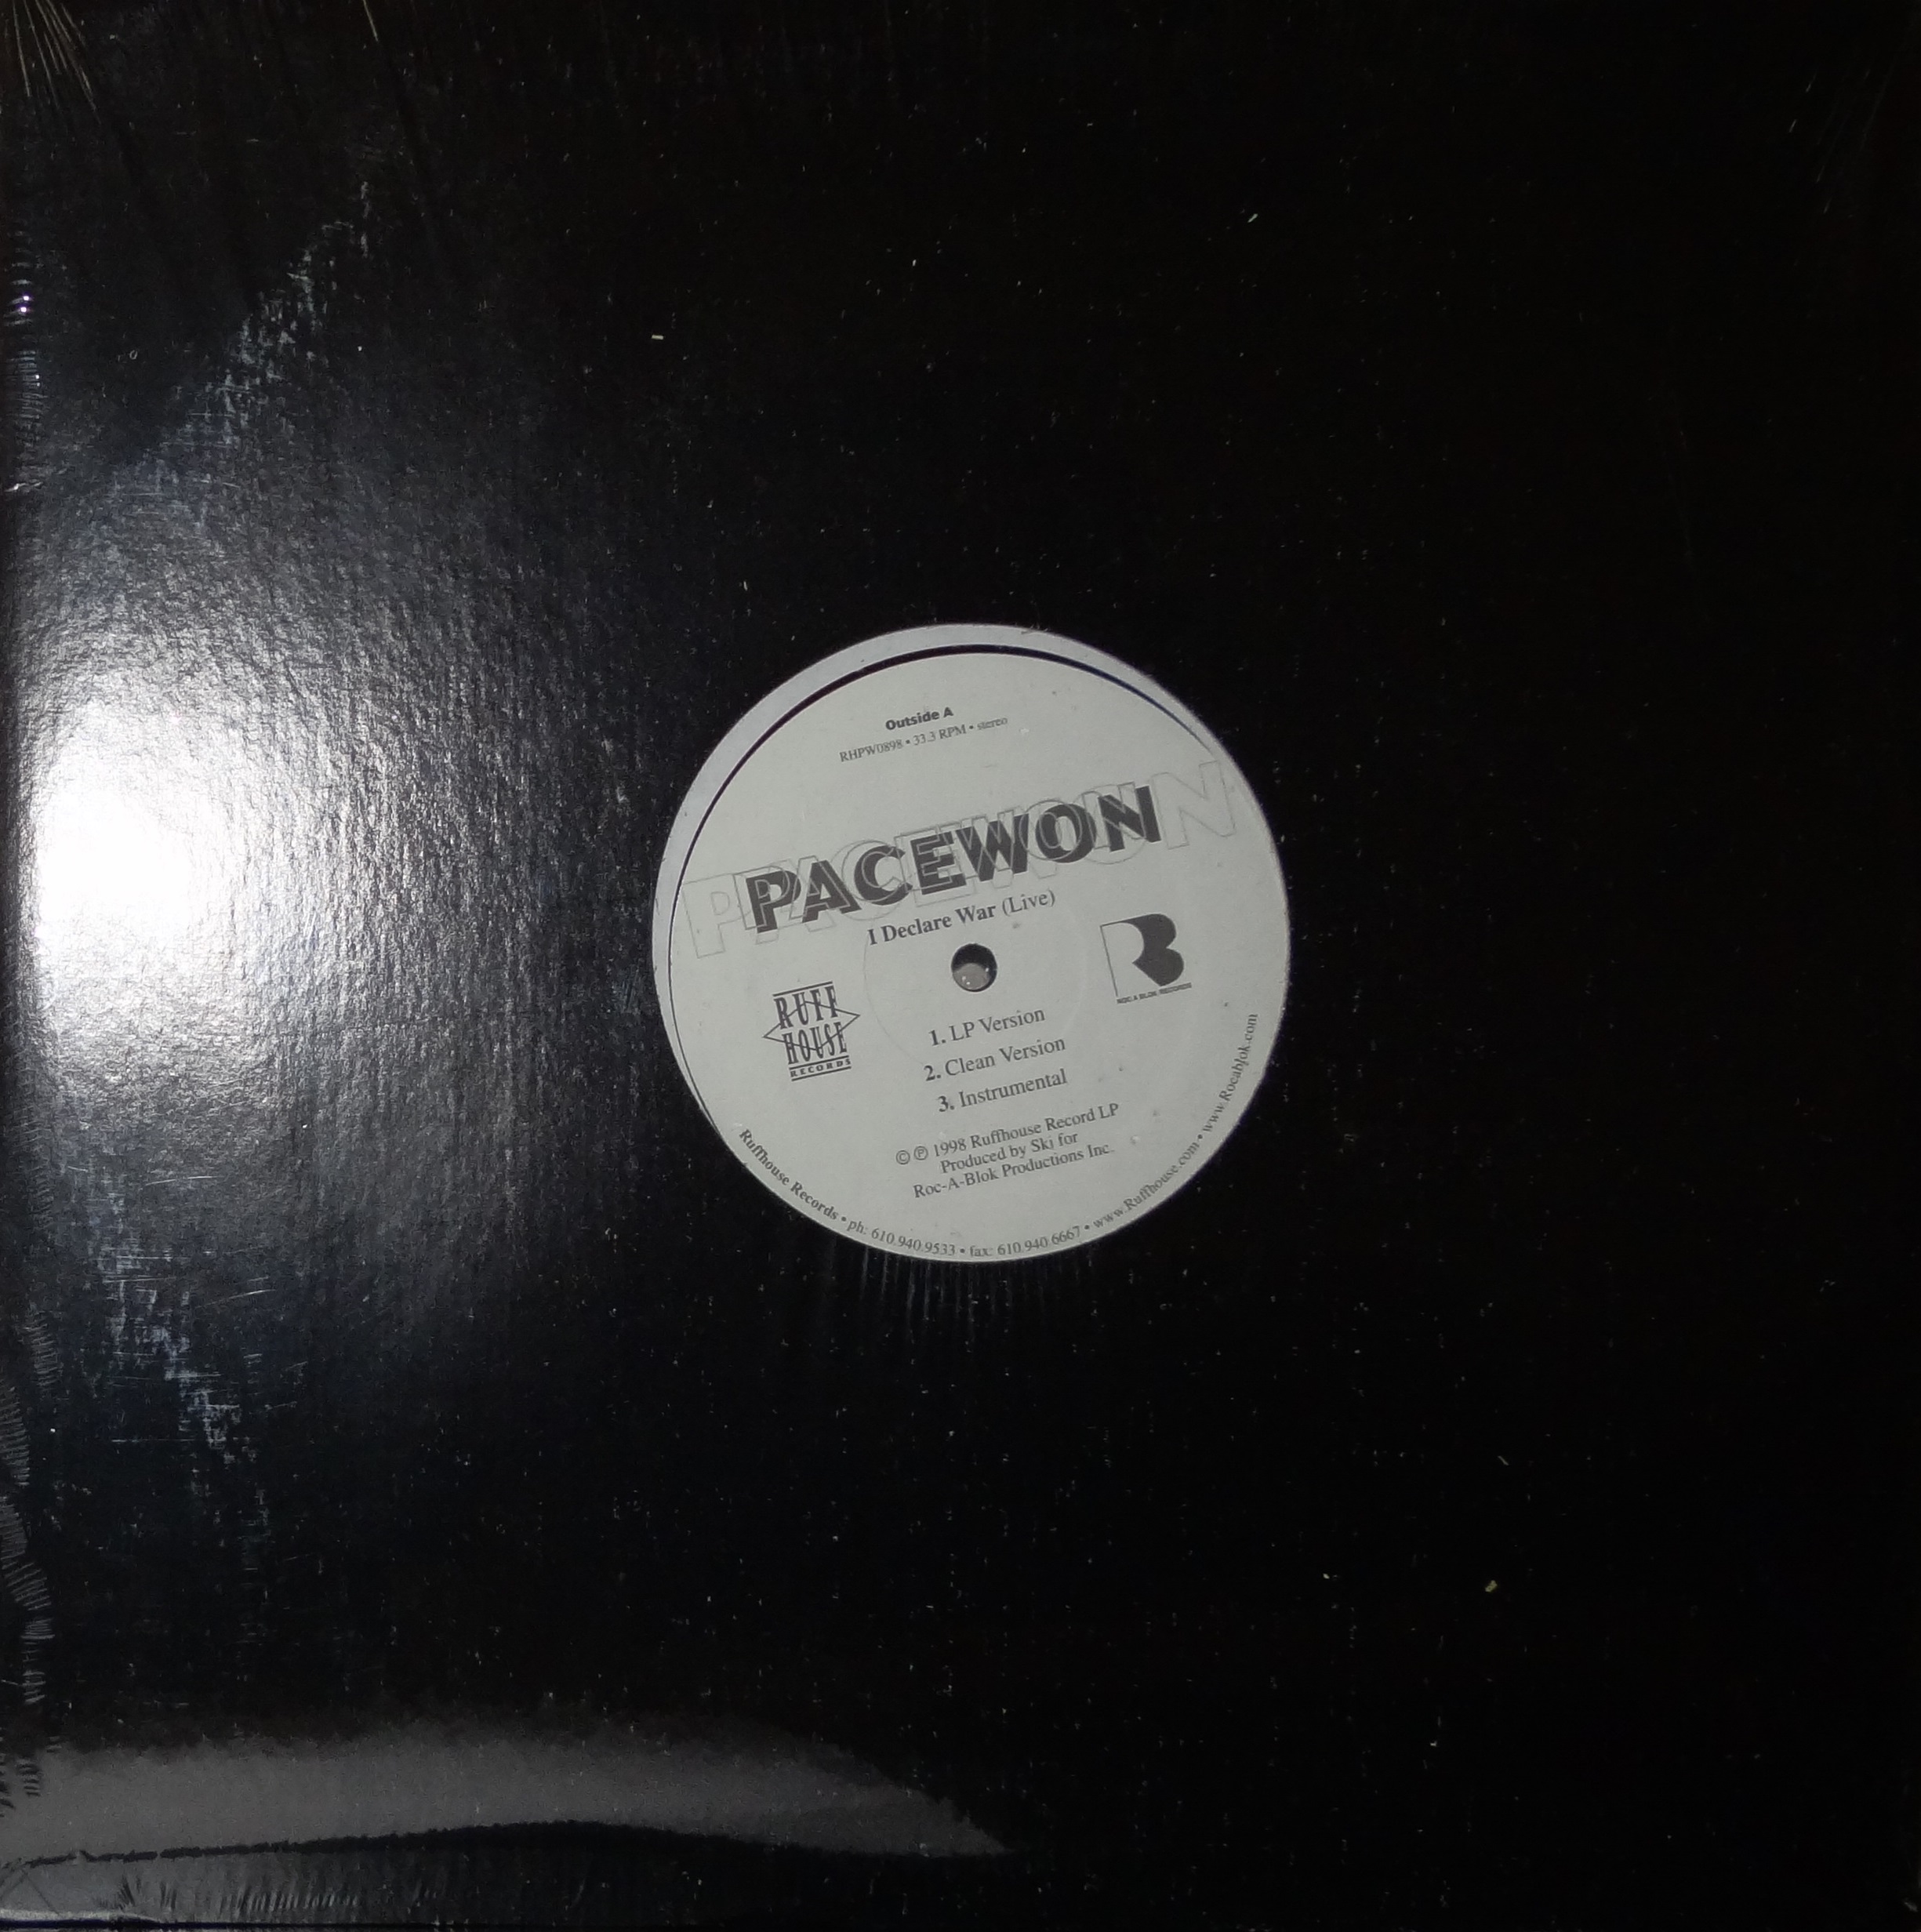 Outside A
RHPW0898 • 33.3 RPM • stereo
PACEWON
I Declare War (Live)
RUFF
HOUSE
RECORDS
ROC A BLOK RECORDS
1. LP Version
2. Clean Version
3. Instrumental
© ℗ 1998 Ruffhouse Record LP
Produced by Ski for
Roc-A-Blok Productions Inc.
Ruffhouse Records • ph: 610.940.9533 • fax: 610.940.6667 • www.Ruffhouse.com • www.Rocablok.com